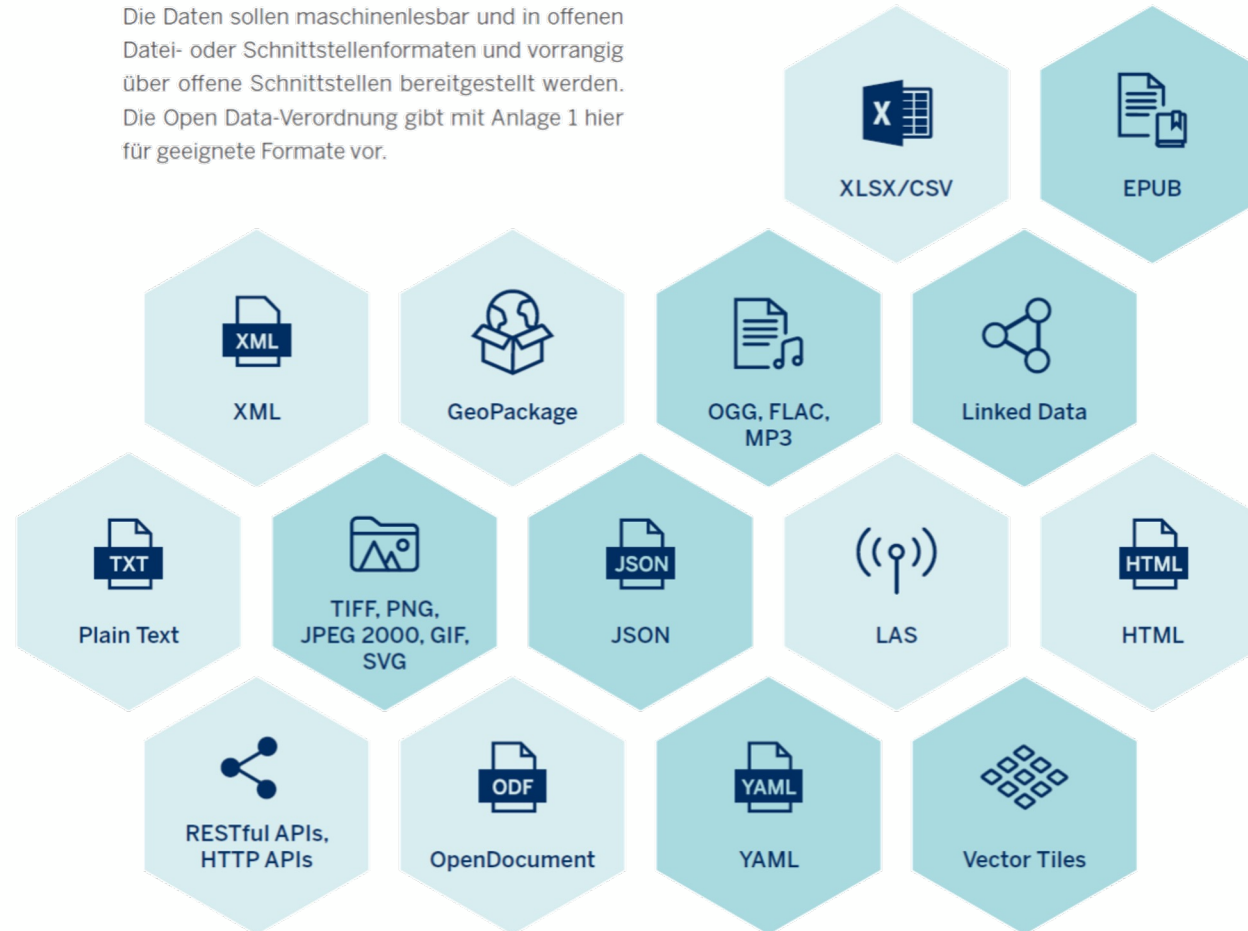 Die Daten sollen maschinenlesbar und in offenen
Datei- oder Schnittstellenformaten und vorrangig
über offene Schnittstellen bereitgestellt werden.
Die Open Data-Verordnung gibt mit Anlage 1 hier
für geeignete Formate vor.
X
XLSX/CSV
EPUB
XML
XML
GeoPackage
OGG, FLAC,
MP3
Linked Data
TXT
Plain Text
TIFF, PNG,
JPEG 2000, GIF,
SVG
JSON
JSON
LAS
HTML
HTML
RESTful APIs,
HTTP APIs
ODF
OpenDocument
YAML
YAML
Vector Tiles